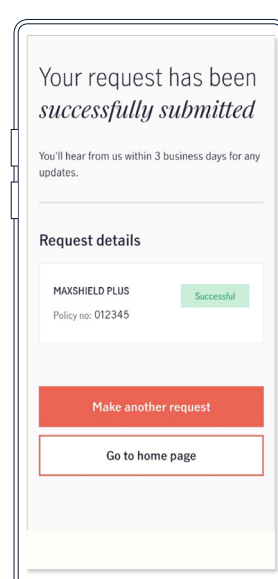 Your request has been
successfully submitted
You'll hear from us within 3 business days for any
updates.
Request details
MAXSHIELD PLUS
Successful
Policy no: 012345
Make another request
Go to home page